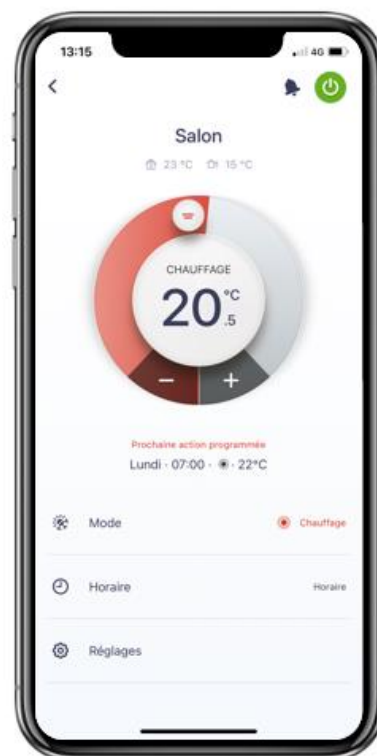 13:15
4G
Salon
23 °C 15 °C
CHAUFFAGE
20 °C .5
− +
Prochaine action programmée
Lundi · 07:00 · 22°C
Mode Chauffage
Horaire Horaire
Réglages